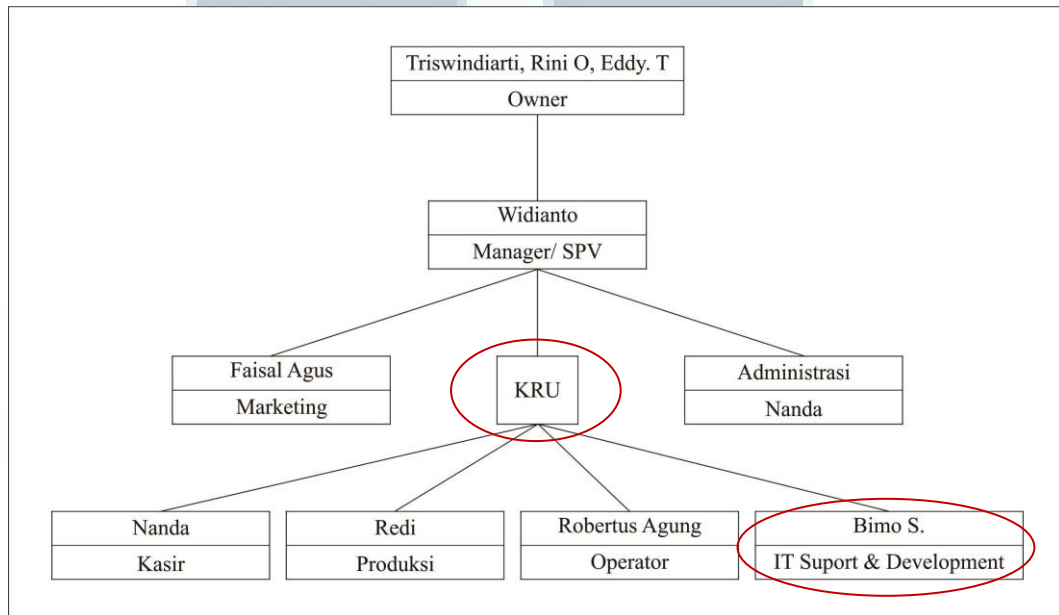 Triswindiarti, Rini O, Eddy. T
Owner
Widianto
Manager/ SPV
Faisal Agus
Marketing
KRU
Administrasi
Nanda
Nanda
Kasir
Redi
Produksi
Robertus Agung
Operator
Bimo S.
IT Suport & Development